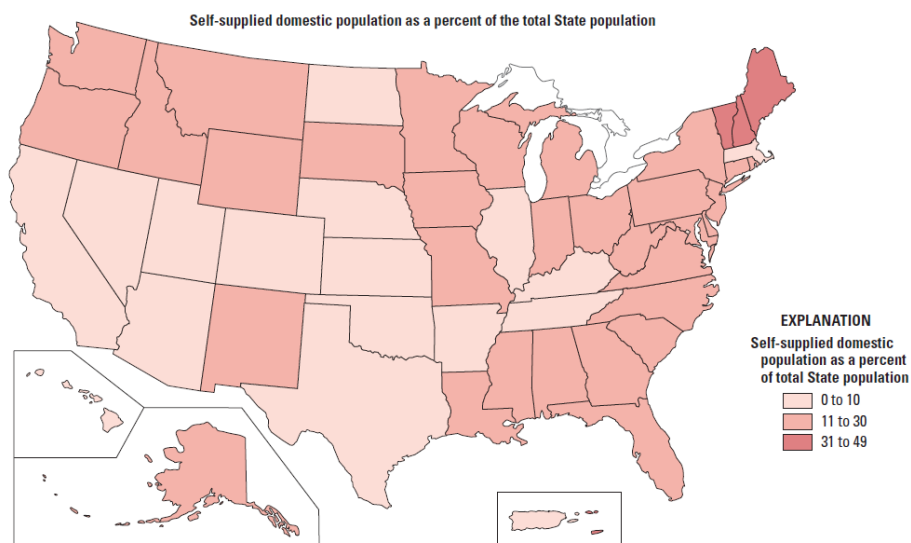 Self-supplied domestic population as a percent of the total State population
EXPLANATION
Self-supplied domestic
population as a percent
of total State population
0 to 10
11 to 30
31 to 49